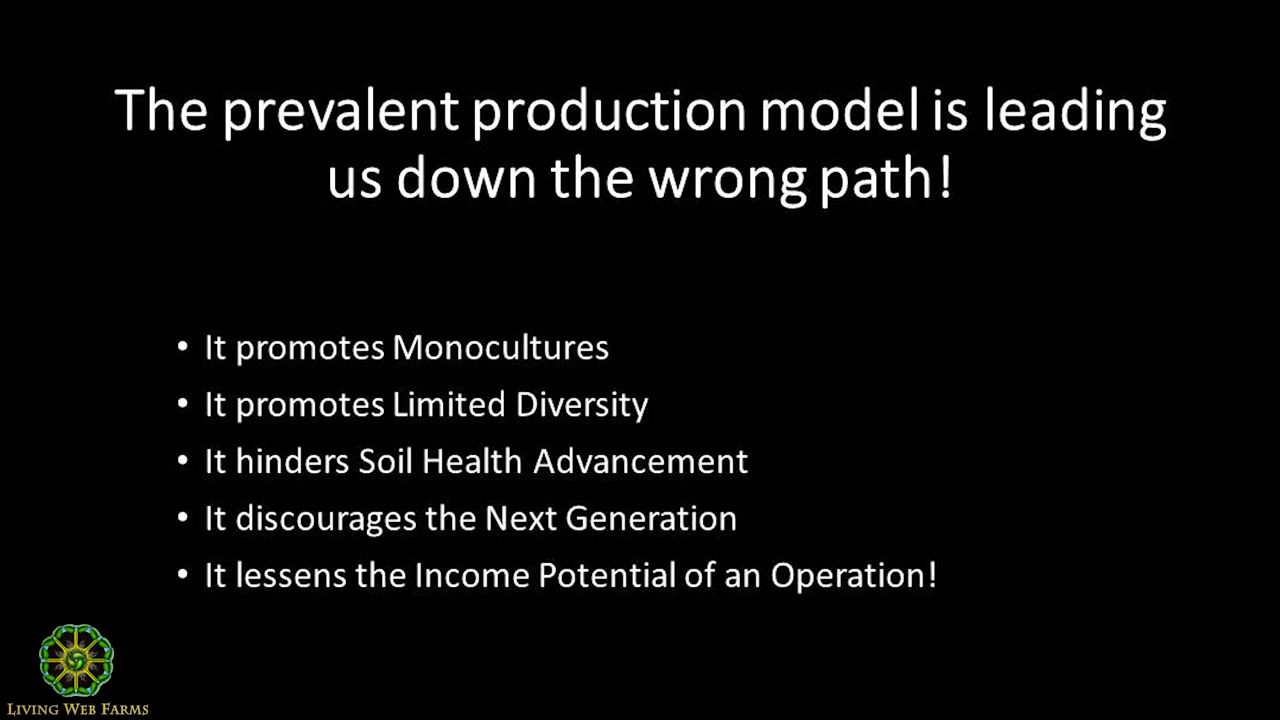 The prevalent production model is leading
us down the wrong path!
• It promotes Monocultures
• It promotes Limited Diversity
• It hinders Soil Health Advancement
• It discourages the Next Generation
• It lessens the Income Potential of an Operation!
LIVING WEB FARMS